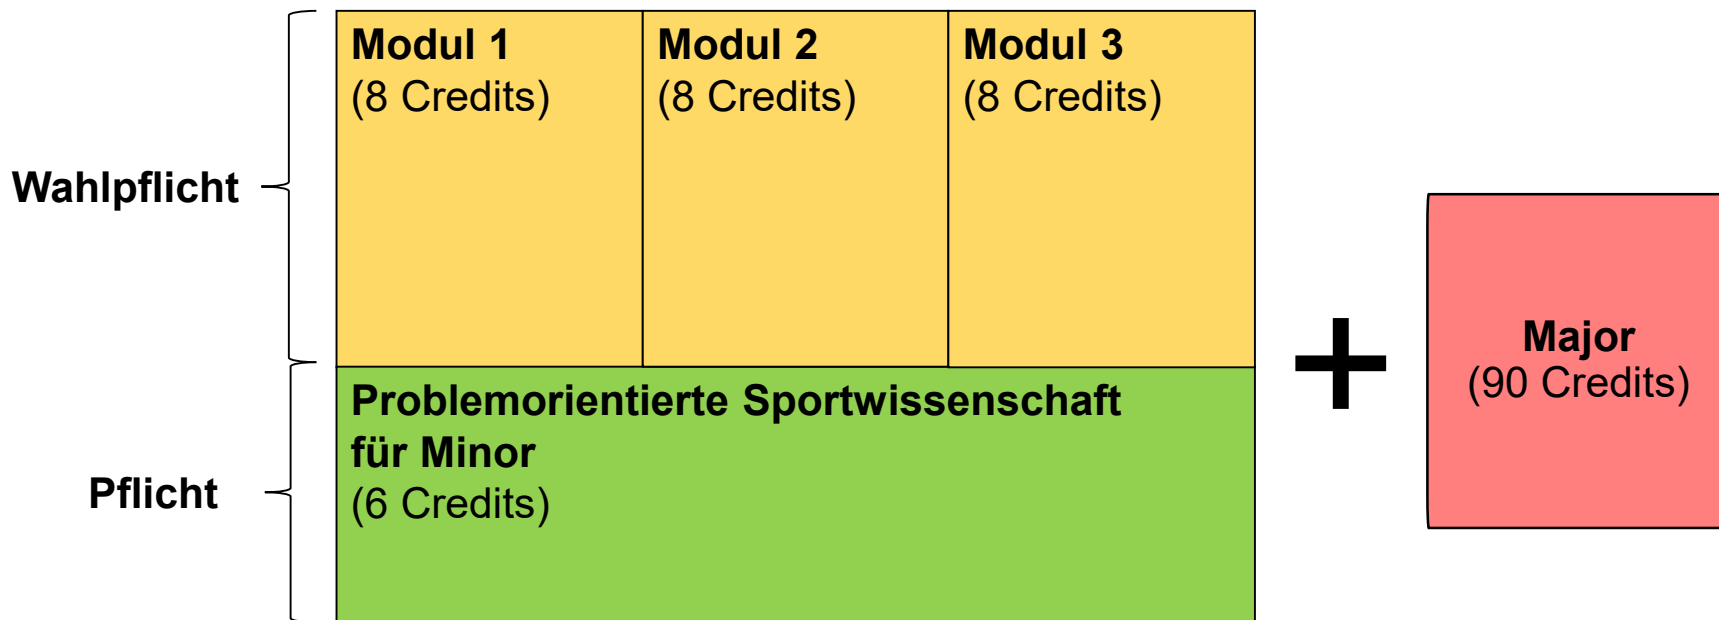 Modul 1
(8 Credits)
Modul 2
(8 Credits)
Modul 3
(8 Credits)
Wahlpflicht
Problemorientierte Sportwissenschaft
für Minor
(6 Credits)
Pflicht
+
Major
(90 Credits)